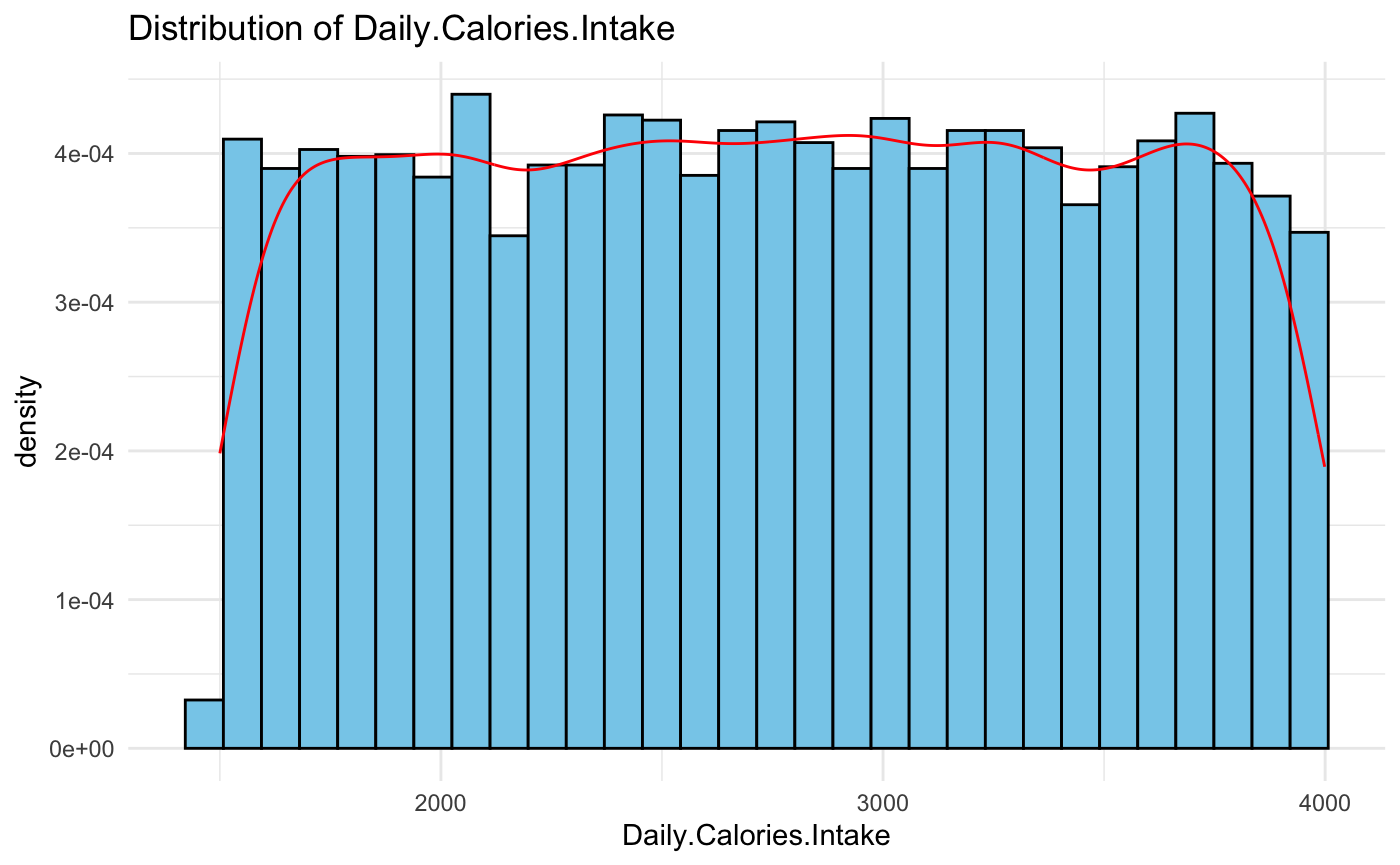 Distribution of Daily.Calories.Intake
4e-04
3e-04
2e-04
1e-04
0e+00
density
2000 3000 4000
Daily.Calories.Intake